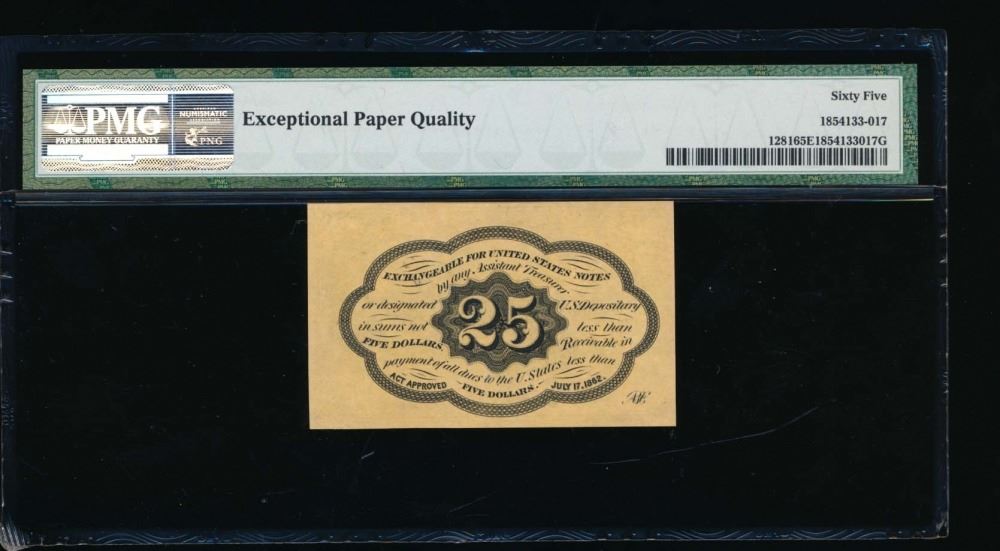 PMG
PAPER MONEY GUARANTY
NUMISMATIC
PNG
Exceptional Paper Quality
Sixty Five
1854133-017
128165E1854133017G
EXCHANGEABLE FOR UNITED STATES NOTES
by any Assistant Treasurer
or designated U.S. Depositary
in sums not less than
FIVE DOLLARS. Receivable in
payment of all dues to the U. States less than
FIVE DOLLARS.
ACT APPROVED JULY 17, 1862.
25